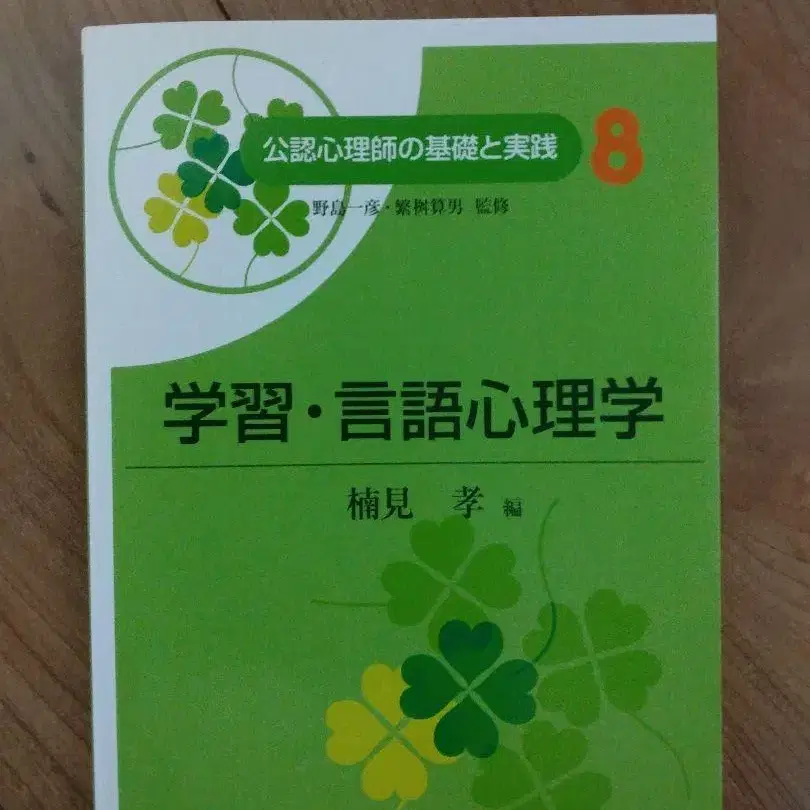 公認心理師の基礎と実践 8
野島一彦・繁桝算男 監修
学習・言語心理学
楠見 孝 編